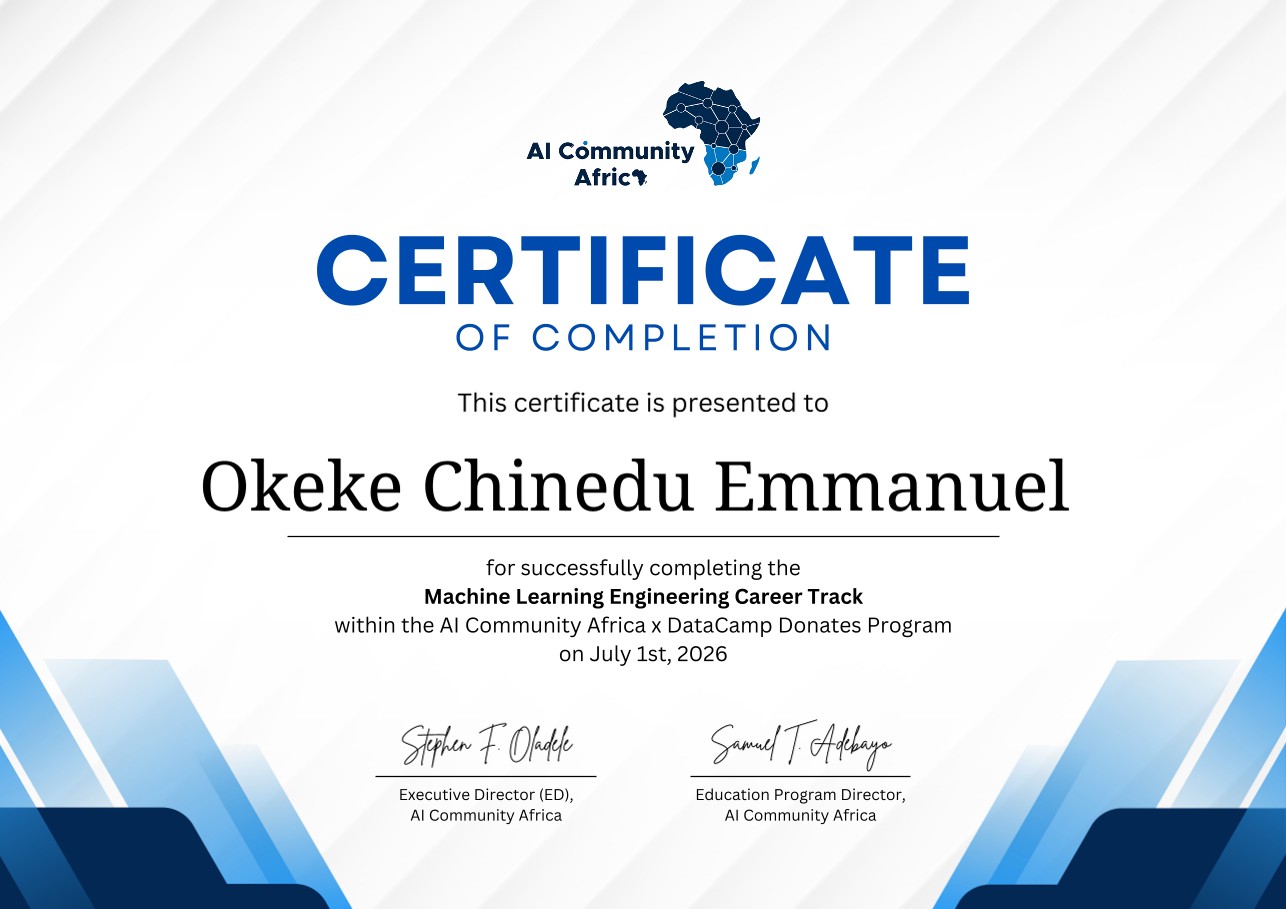 AI Community
Africa
CERTIFICATE
OF COMPLETION
This certificate is presented to
Okeke Chinedu Emmanuel
for successfully completing the
Machine Learning Engineering Career Track
within the AI Community Africa x DataCamp Donates Program
on July 1st, 2026
Stephen F. Oladele
Samuel T. Adebayo
Executive Director (ED),
AI Community Africa
Education Program Director,
AI Community Africa